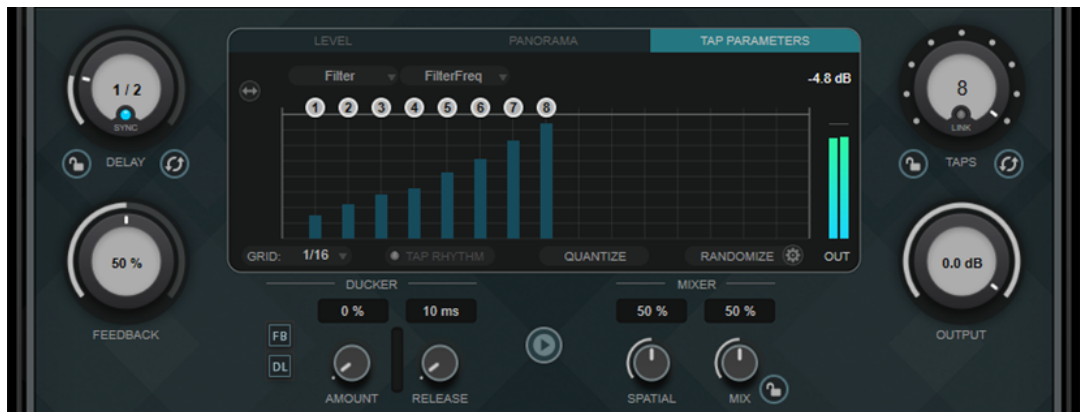 LEVEL PANORAMA TAP PARAMETERS
Filter FilterFreq -4.8 dB
1 / 2
SYNC
DELAY
50 %
FEEDBACK
1 2 3 4 5 6 7 8
GRID: 1/16 TAP RHYTHM QUANTIZE RANDOMIZE OUT
8
LINK
TAPS
0.0 dB
OUTPUT
DUCKER
0 % 10 ms
FB
DL
AMOUNT RELEASE
MIXER
50 % 50 %
SPATIAL MIX